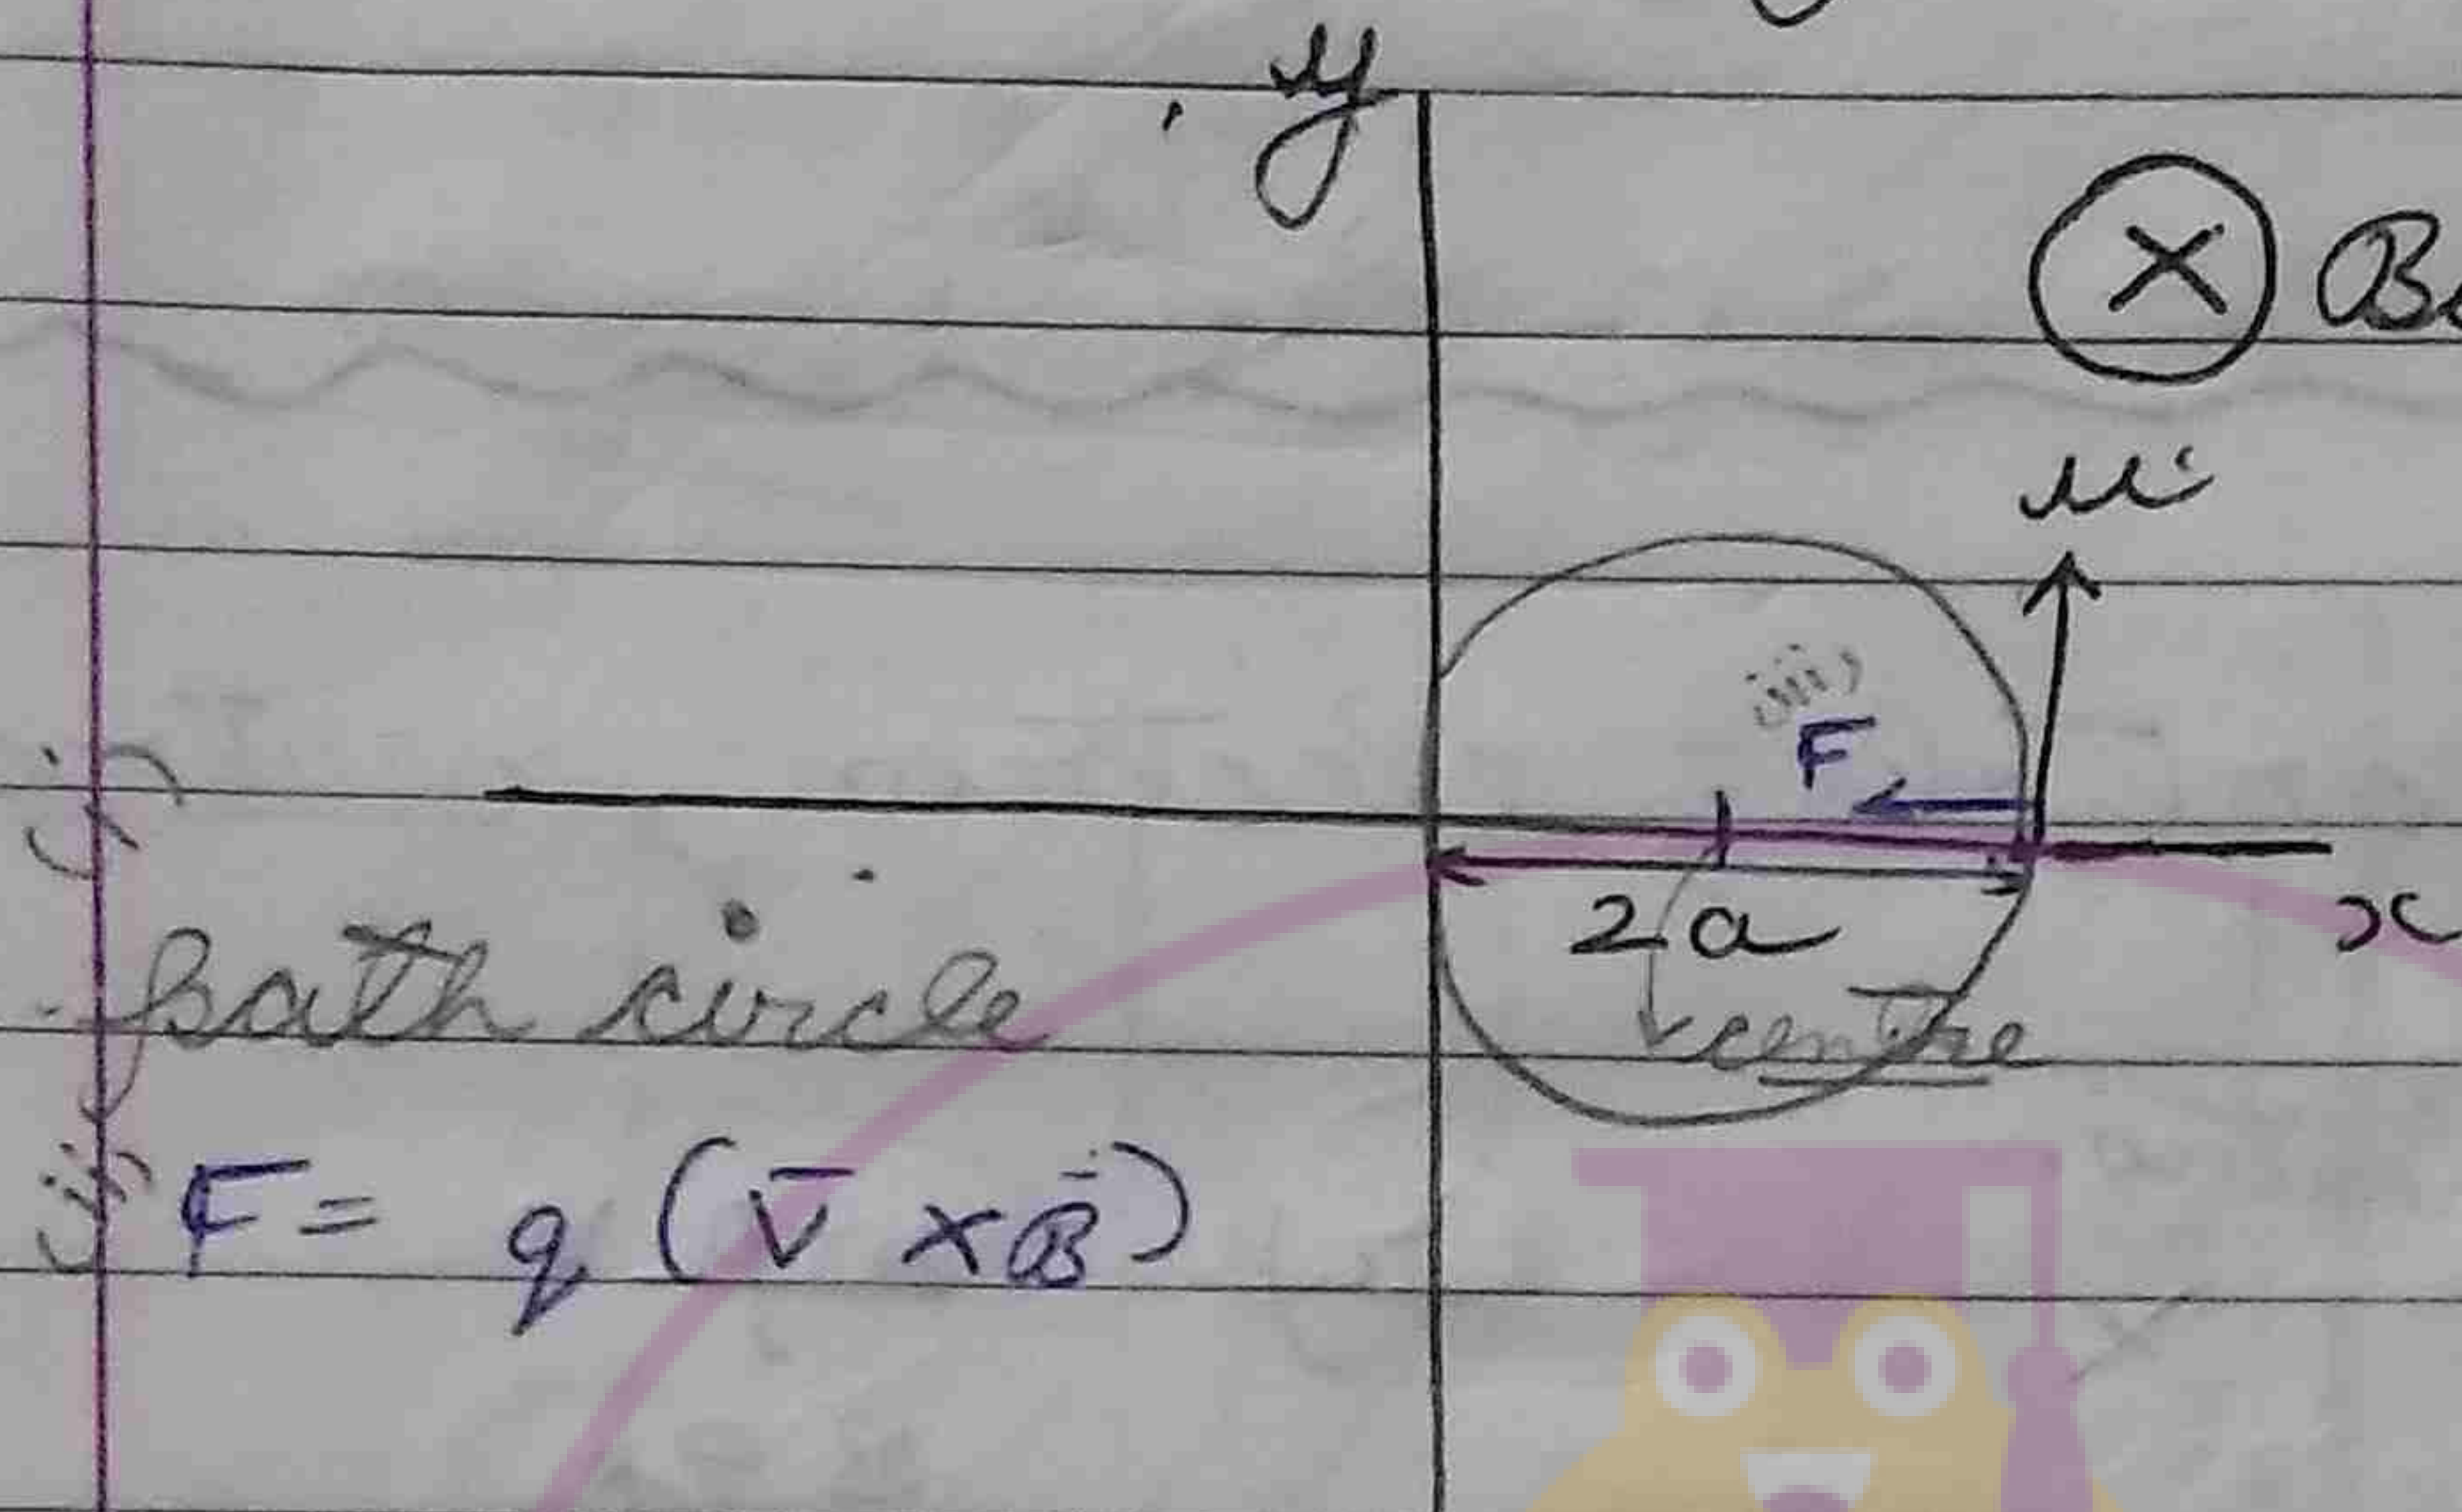 y
⊗ B
u
iii)
F
i)
2a
x
path circle
centre
ii) F = q (v̅ × B̅)